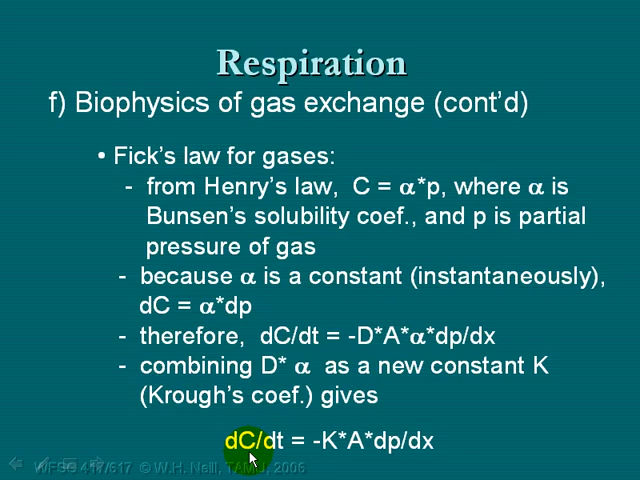 Respiration
f) Biophysics of gas exchange (cont'd)
• Fick's law for gases:
- from Henry's law, C = α*p, where α is
Bunsen's solubility coef., and p is partial
pressure of gas
- because α is a constant (instantaneously),
dC = α*dp
- therefore, dC/dt = -D*A*α*dp/dx
- combining D* α as a new constant K
(Krough's coef.) gives
dC/dt = -K*A*dp/dx
WFSC 417/617 © W.H. Neill, TAMU, 2006